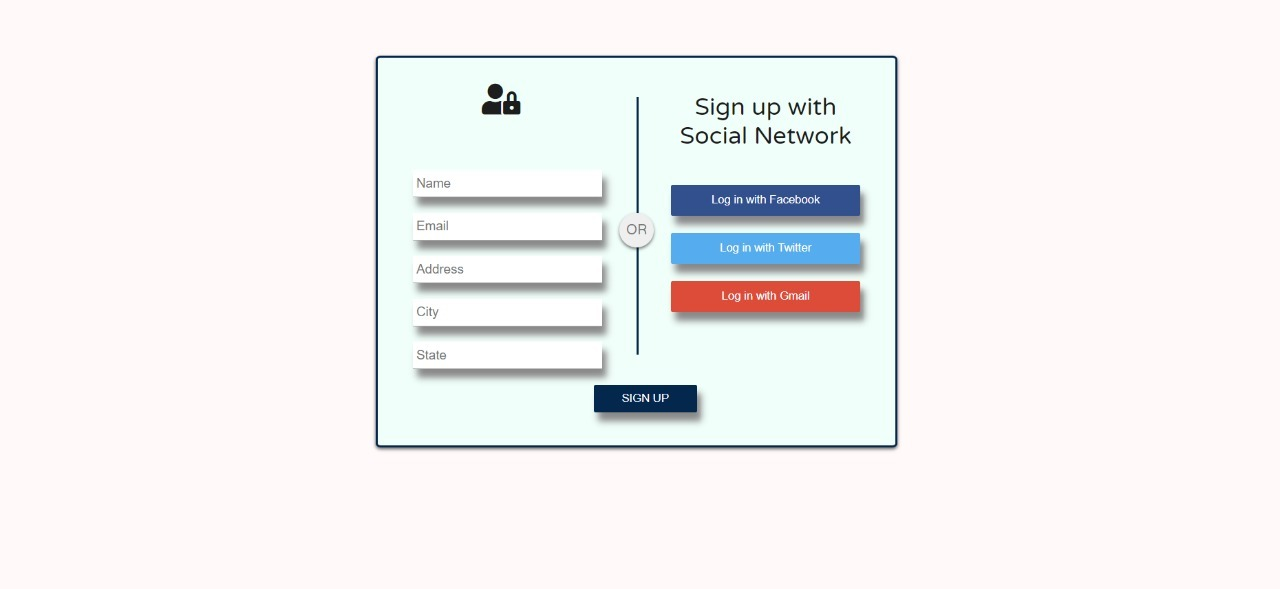 Name
Email
Address
City
State
OR
Sign up with
Social Network
Log in with Facebook
Log in with Twitter
Log in with Gmail
SIGN UP